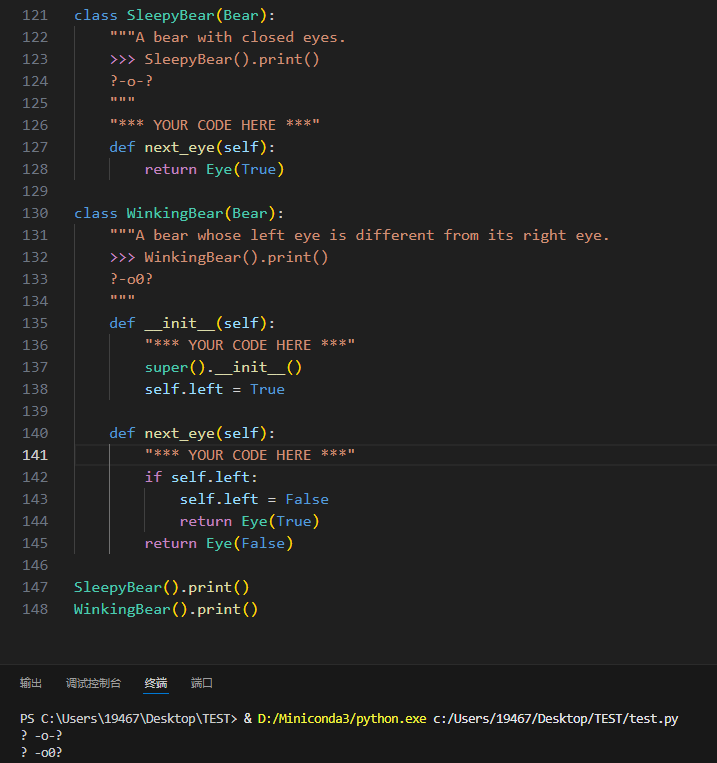 121 class SleepyBear(Bear):
122     """A bear with closed eyes.
123     >>> SleepyBear().print()
124     ?-o-?
125     """
126     "*** YOUR CODE HERE ***"
127     def next_eye(self):
128         return Eye(True)
129
130 class WinkingBear(Bear):
131     """A bear whose left eye is different from its right eye.
132     >>> WinkingBear().print()
133     ?-o0?
134     """
135     def __init__(self):
136         "*** YOUR CODE HERE ***"
137         super().__init__()
138         self.left = True
139
140     def next_eye(self):
141         "*** YOUR CODE HERE ***"
142         if self.left:
143             self.left = False
144             return Eye(True)
145         return Eye(False)
146
147 SleepyBear().print()
148 WinkingBear().print()
输出 调试控制台 终端 端口
PS C:\Users\19467\Desktop\TEST> & D:/Miniconda3/python.exe c:/Users/19467/Desktop/TEST/test.py
? -o-?
? -o0?